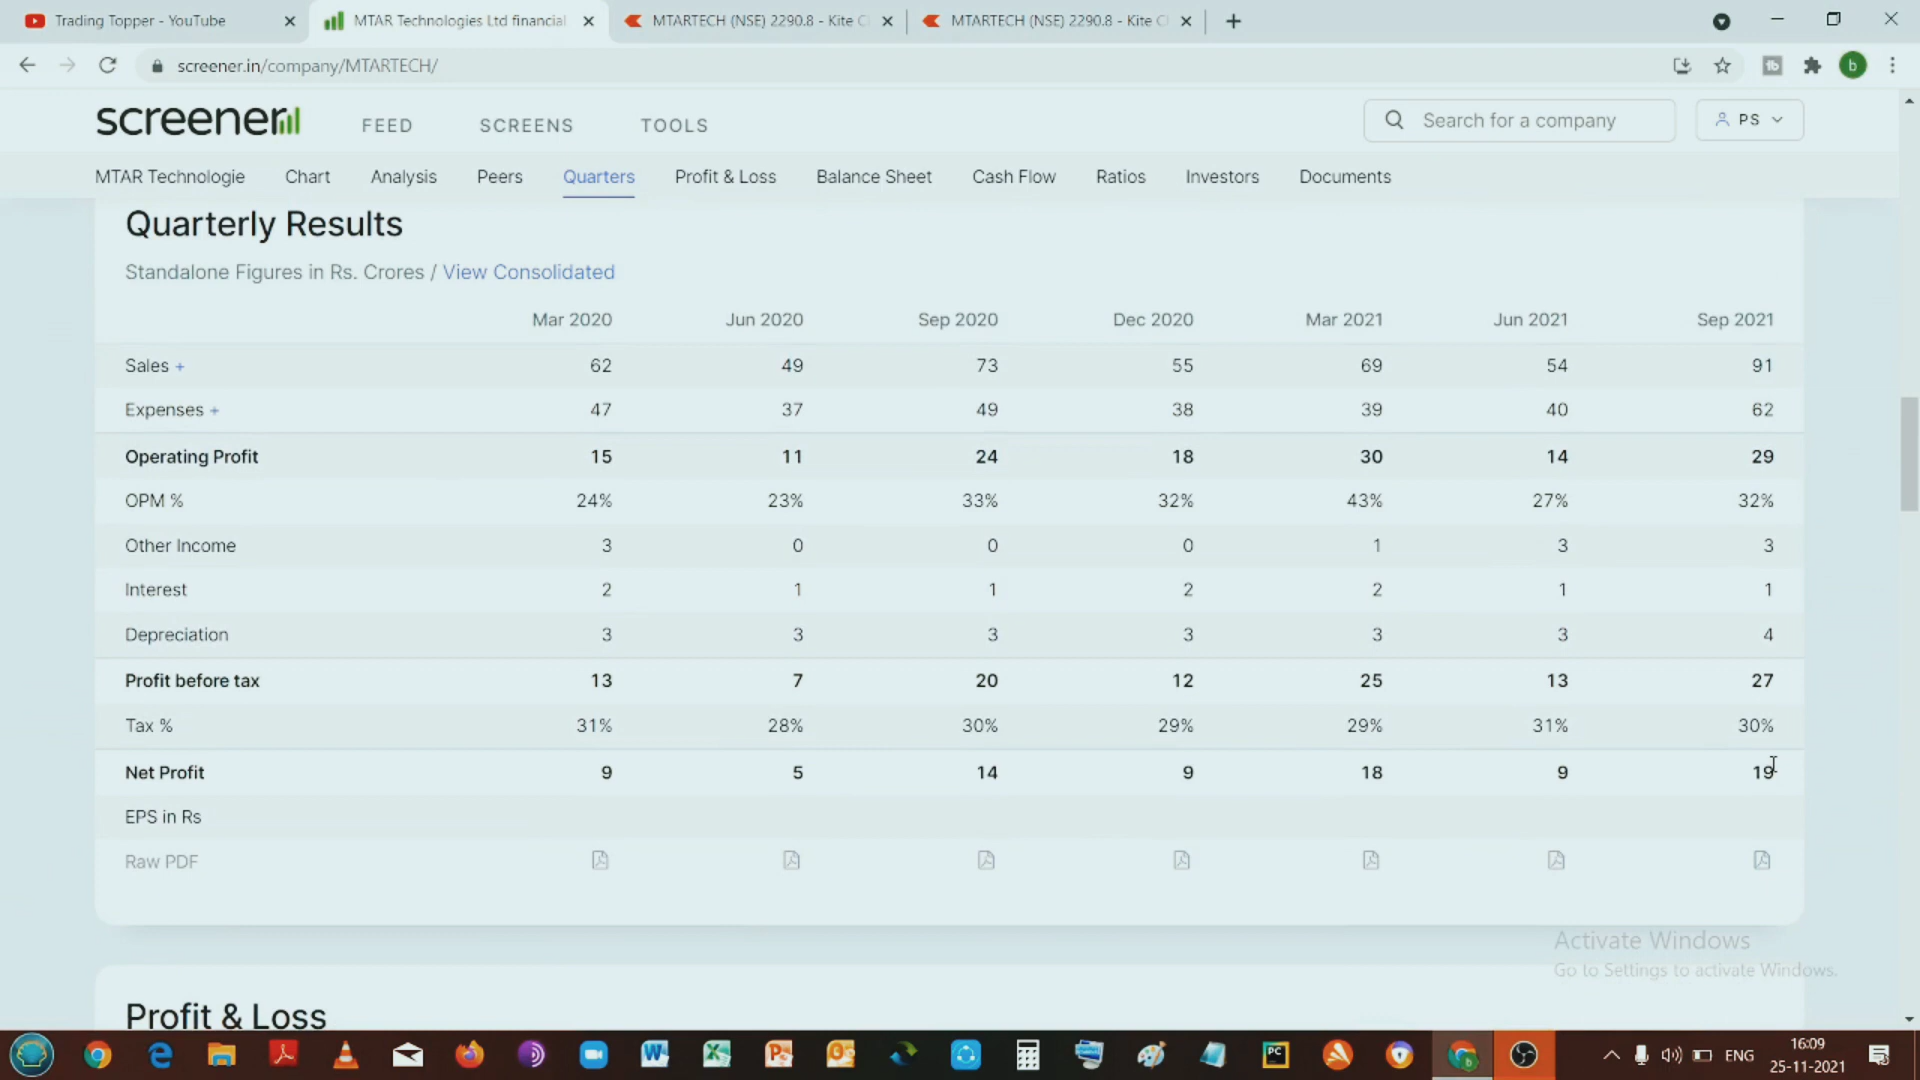 Trading Topper - YouTube
MTAR Technologies Ltd financial
MTARTECH (NSE) 2290.8 - Kite C
MTARTECH (NSE) 2290.8 - Kite C
screener.in/company/MTARTECH/
b
screener
FEED SCREENS TOOLS
Search for a company
PS
MTAR Technologie Chart Analysis Peers Quarters Profit & Loss Balance Sheet Cash Flow Ratios Investors Documents
Quarterly Results
Standalone Figures in Rs. Crores / View Consolidated
Mar 2020 Jun 2020 Sep 2020 Dec 2020 Mar 2021 Jun 2021 Sep 2021
Sales + 62 49 73 55 69 54 91
Expenses + 47 37 49 38 39 40 62
Operating Profit 15 11 24 18 30 14 29
OPM % 24% 23% 33% 32% 43% 27% 32%
Other Income 3 0 0 0 1 3 3
Interest 2 1 1 2 2 1 1
Depreciation 3 3 3 3 3 3 4
Profit before tax 13 7 20 12 25 13 27
Tax % 31% 28% 30% 29% 29% 31% 30%
Net Profit 9 5 14 9 18 9 19
EPS in Rs
Raw PDF
Activate Windows
Go to Settings to activate Windows.
Profit & Loss
ENG
16:09
25-11-2021